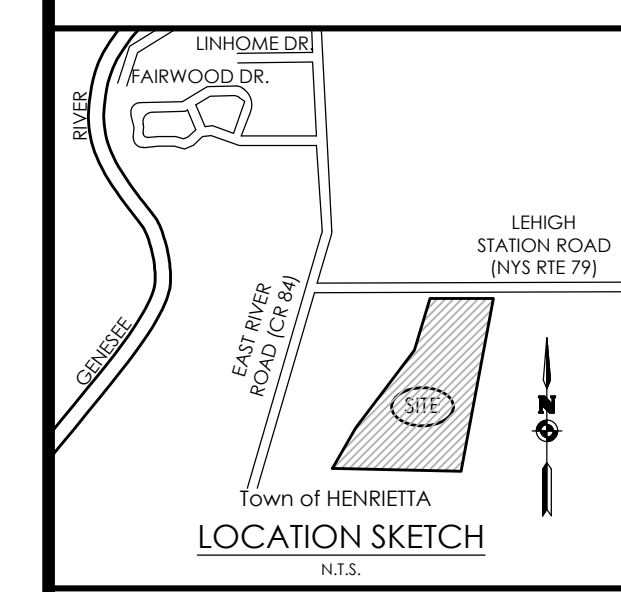 LINHOME DR.
FAIRWOOD DR.
RIVER
LEHIGH
STATION ROAD
(NYS RTE 79)
EAST RIVER
ROAD (CR 84)
GENESEE
SITE
N
Town of HENRIETTA
LOCATION SKETCH
N.T.S.